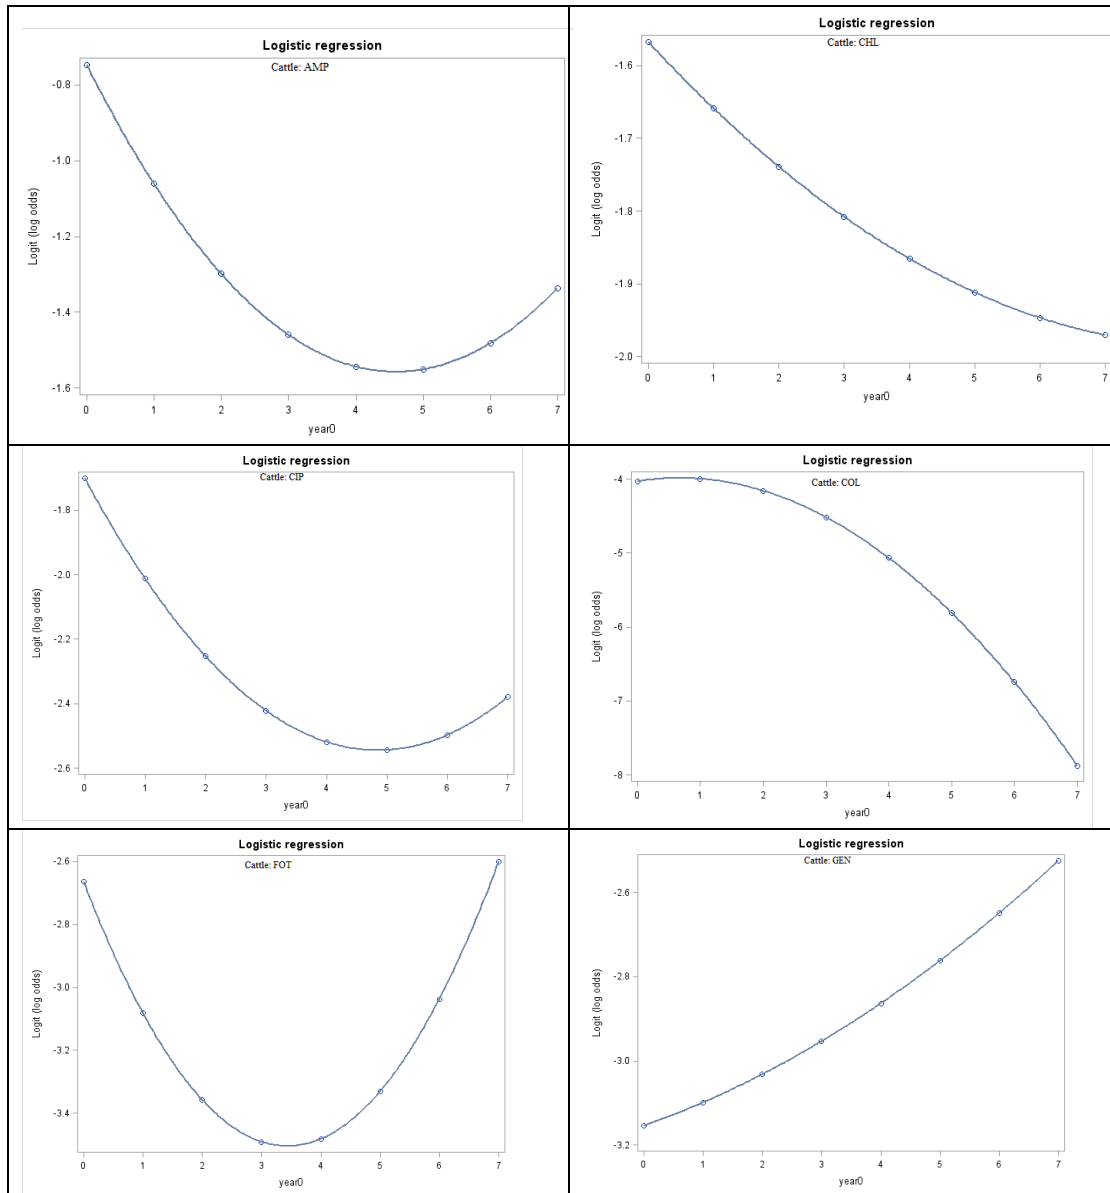 Logistic regression
Cattle: AMP
Logit (log odds)
-0.8
-1.0
-1.2
-1.4
-1.6
0 1 2 3 4 5 6 7
year0
Logistic regression
Cattle: CHL
Logit (log odds)
-1.6
-1.7
-1.8
-1.9
-2.0
0 1 2 3 4 5 6 7
year0
Logistic regression
Cattle: CIP
Logit (log odds)
-1.8
-2.0
-2.2
-2.4
-2.6
0 1 2 3 4 5 6 7
year0
Logistic regression
Cattle: COL
Logit (log odds)
-4
-5
-6
-7
-8
0 1 2 3 4 5 6 7
year0
Logistic regression
Cattle: FOT
Logit (log odds)
-2.6
-2.8
-3.0
-3.2
-3.4
0 1 2 3 4 5 6 7
year0
Logistic regression
Cattle: GEN
Logit (log odds)
-2.6
-2.8
-3.0
-3.2
0 1 2 3 4 5 6 7
year0